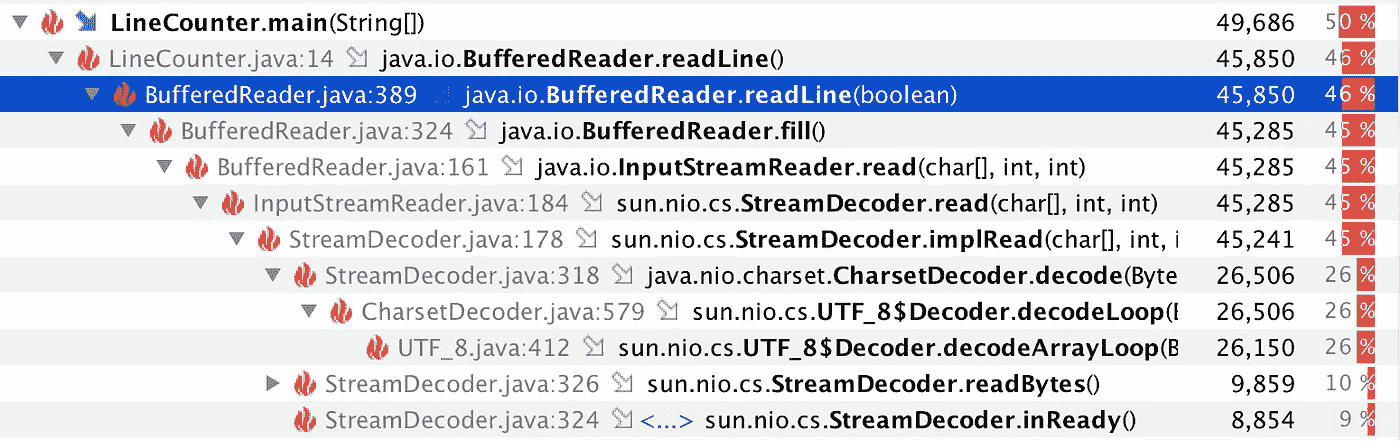 LineCounter.main(String[]) 49,686 50 %
LineCounter.java:14 java.io.BufferedReader.readLine() 45,850 46 %
BufferedReader.java:389 java.io.BufferedReader.readLine(boolean) 45,850 46 %
BufferedReader.java:324 java.io.BufferedReader.fill() 45,285 45 %
BufferedReader.java:161 java.io.InputStreamReader.read(char[], int, int) 45,285 45 %
InputStreamReader.java:184 sun.nio.cs.StreamDecoder.read(char[], int, int) 45,285 45 %
StreamDecoder.java:178 sun.nio.cs.StreamDecoder.implRead(char[], int, i 45,241 45 %
StreamDecoder.java:318 java.nio.charset.CharsetDecoder.decode(Byte 26,506 26 %
CharsetDecoder.java:579 sun.nio.cs.UTF_8$Decoder.decodeLoop( 26,506 26 %
UTF_8.java:412 sun.nio.cs.UTF_8$Decoder.decodeArrayLoop(B 26,150 26 %
StreamDecoder.java:326 sun.nio.cs.StreamDecoder.readBytes() 9,859 10 %
StreamDecoder.java:324 <...> sun.nio.cs.StreamDecoder.inReady() 8,854 9 %